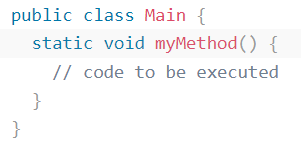 public class Main {
  static void myMethod() {
    // code to be executed
  }
}